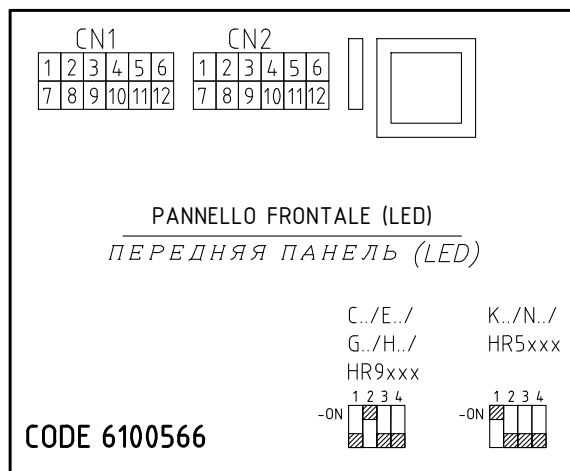 CN1 CN2
1 2 3 4 5 6 1 2 3 4 5 6
7 8 9 10 11 12 7 8 9 10 11 12
PANNELLO FRONTALE (LED)
ПЕРЕДНЯЯ ПАНЕЛЬ (LED)
C../E../ K../N../
G../H../ HR5xxx
HR9xxx
1 2 3 4 1 2 3 4
-ON -ON
CODE 6100566